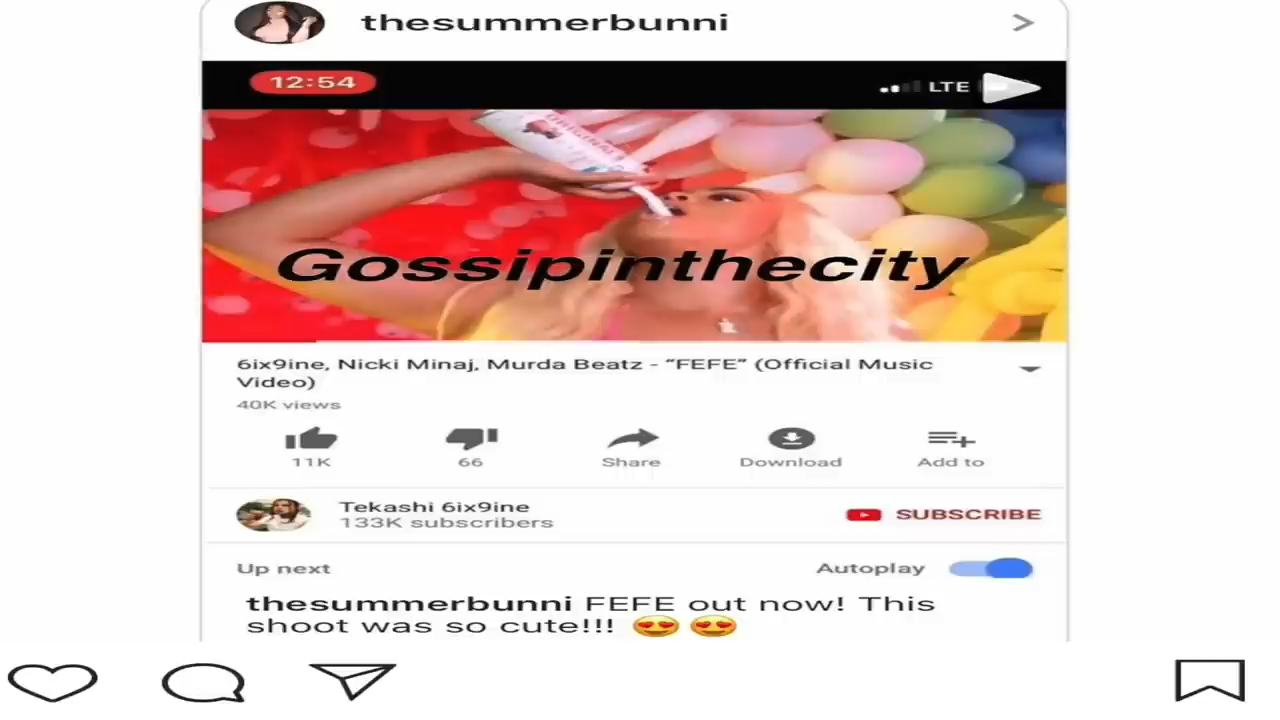 thesummerbunni
12:54
LTE
ORIGINAL
Gossipinthecity
6ix9ine, Nicki Minaj, Murda Beatz - “FEFE” (Official Music
Video)
40K views
11K
66
Share
Download
Add to
Tekashi 6ix9ine
133K subscribers
SUBSCRIBE
Up next
Autoplay
thesummerbunni FEFE out now! This
shoot was so cute!!! 😍 😍